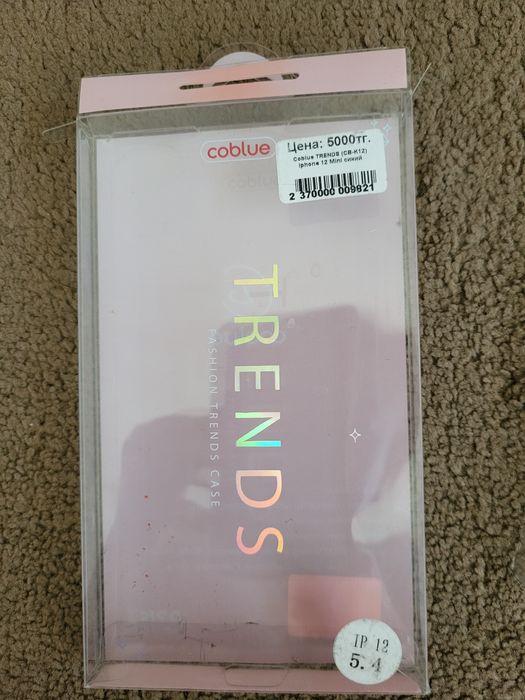 coblue
Цена: 5000тг.
Coblue TRENDS (CB-K12)
Iphone 12 Mini синий
2 370000 009821
TRENDS
FASHION TRENDS CASE
IP 12
5.4